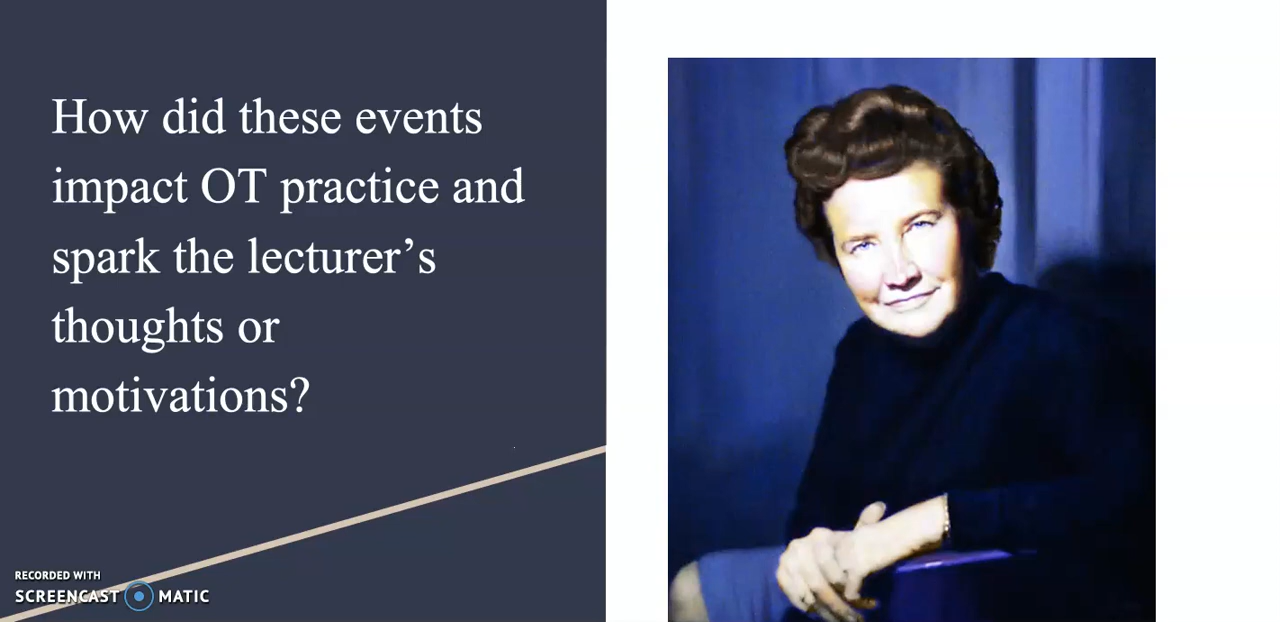 How did these events
impact OT practice and
spark the lecturer’s
thoughts or
motivations?
RECORDED WITH
SCREENCAST MATIC